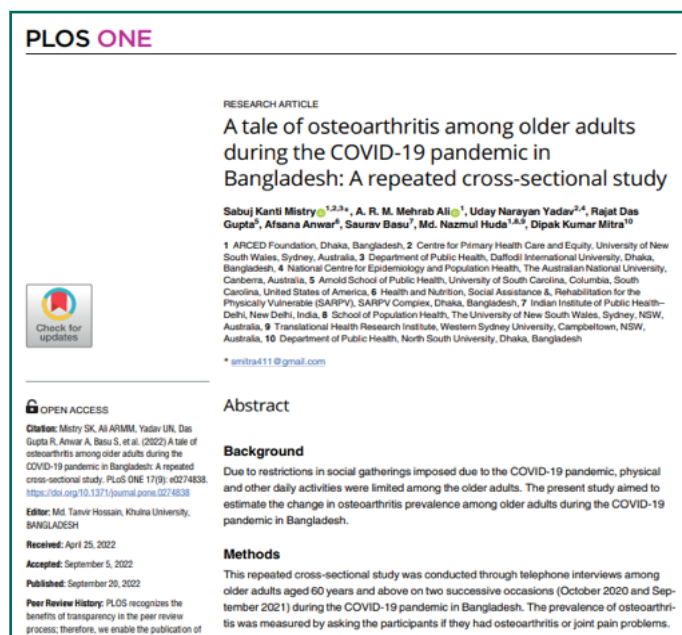 PLOS ONE
RESEARCH ARTICLE
A tale of osteoarthritis among older adults
during the COVID-19 pandemic in
Bangladesh: A repeated cross-sectional study
Sabuj Kanti Mistry1,2,3*, A. R. M. Mehrab Ali1, Uday Narayan Yadav2,4, Rajat Das
Gupta5, Afsana Anwar6, Saurav Basu7, Md. Nazmul Huda1,8,9, Dipak Kumar Mitra10
1 ARCED Foundation, Dhaka, Bangladesh, 2 Centre for Primary Health Care and Equity, University of New
South Wales, Sydney, Australia, 3 Department of Public Health, Daffodil International University, Dhaka,
Bangladesh, 4 National Centre for Epidemiology and Population Health, The Australian National University,
Canberra, Australia, 5 Arnold School of Public Health, University of South Carolina, Columbia, South
Carolina, United States of America, 6 Health and Nutrition, Social Assistance &, Rehabilitation for the
Physically Vulnerable (SARPV), SARPV Complex, Dhaka, Bangladesh, 7 Indian Institute of Public Health–
Delhi, New Delhi, India, 8 School of Population Health, The University of New South Wales, Sydney, NSW,
Australia, 9 Translational Health Research Institute, Western Sydney University, Campbeltown, NSW,
Australia, 10 Department of Public Health, North South University, Dhaka, Bangladesh
* smitra411@gmail.com
Check for
updates
OPEN ACCESS
Citation: Mistry SK, Ali ARMM, Yadav UN, Das
Gupta R, Anwar A, Basu S, et al. (2022) A tale of
osteoarthritis among older adults during the
COVID-19 pandemic in Bangladesh: A repeated
cross-sectional study. PLoS ONE 17(9): e0274838.
https://doi.org/10.1371/journal.pone.0274838
Editor: Md. Tanvir Hossain, Khulna University,
BANGLADESH
Received: April 25, 2022
Accepted: September 5, 2022
Published: September 20, 2022
Peer Review History: PLOS recognizes the
benefits of transparency in the peer review
process; therefore, we enable the publication of
Abstract
Background
Due to restrictions in social gatherings imposed due to the COVID-19 pandemic, physical
and other daily activities were limited among the older adults. The present study aimed to
estimate the change in osteoarthritis prevalence among older adults during the COVID-19
pandemic in Bangladesh.
Methods
This repeated cross-sectional study was conducted through telephone interviews among
older adults aged 60 years and above on two successive occasions (October 2020 and Sep-
tember 2021) during the COVID-19 pandemic in Bangladesh. The prevalence of osteoarthri-
tis was measured by asking the participants if they had osteoarthritis or joint pain problems.